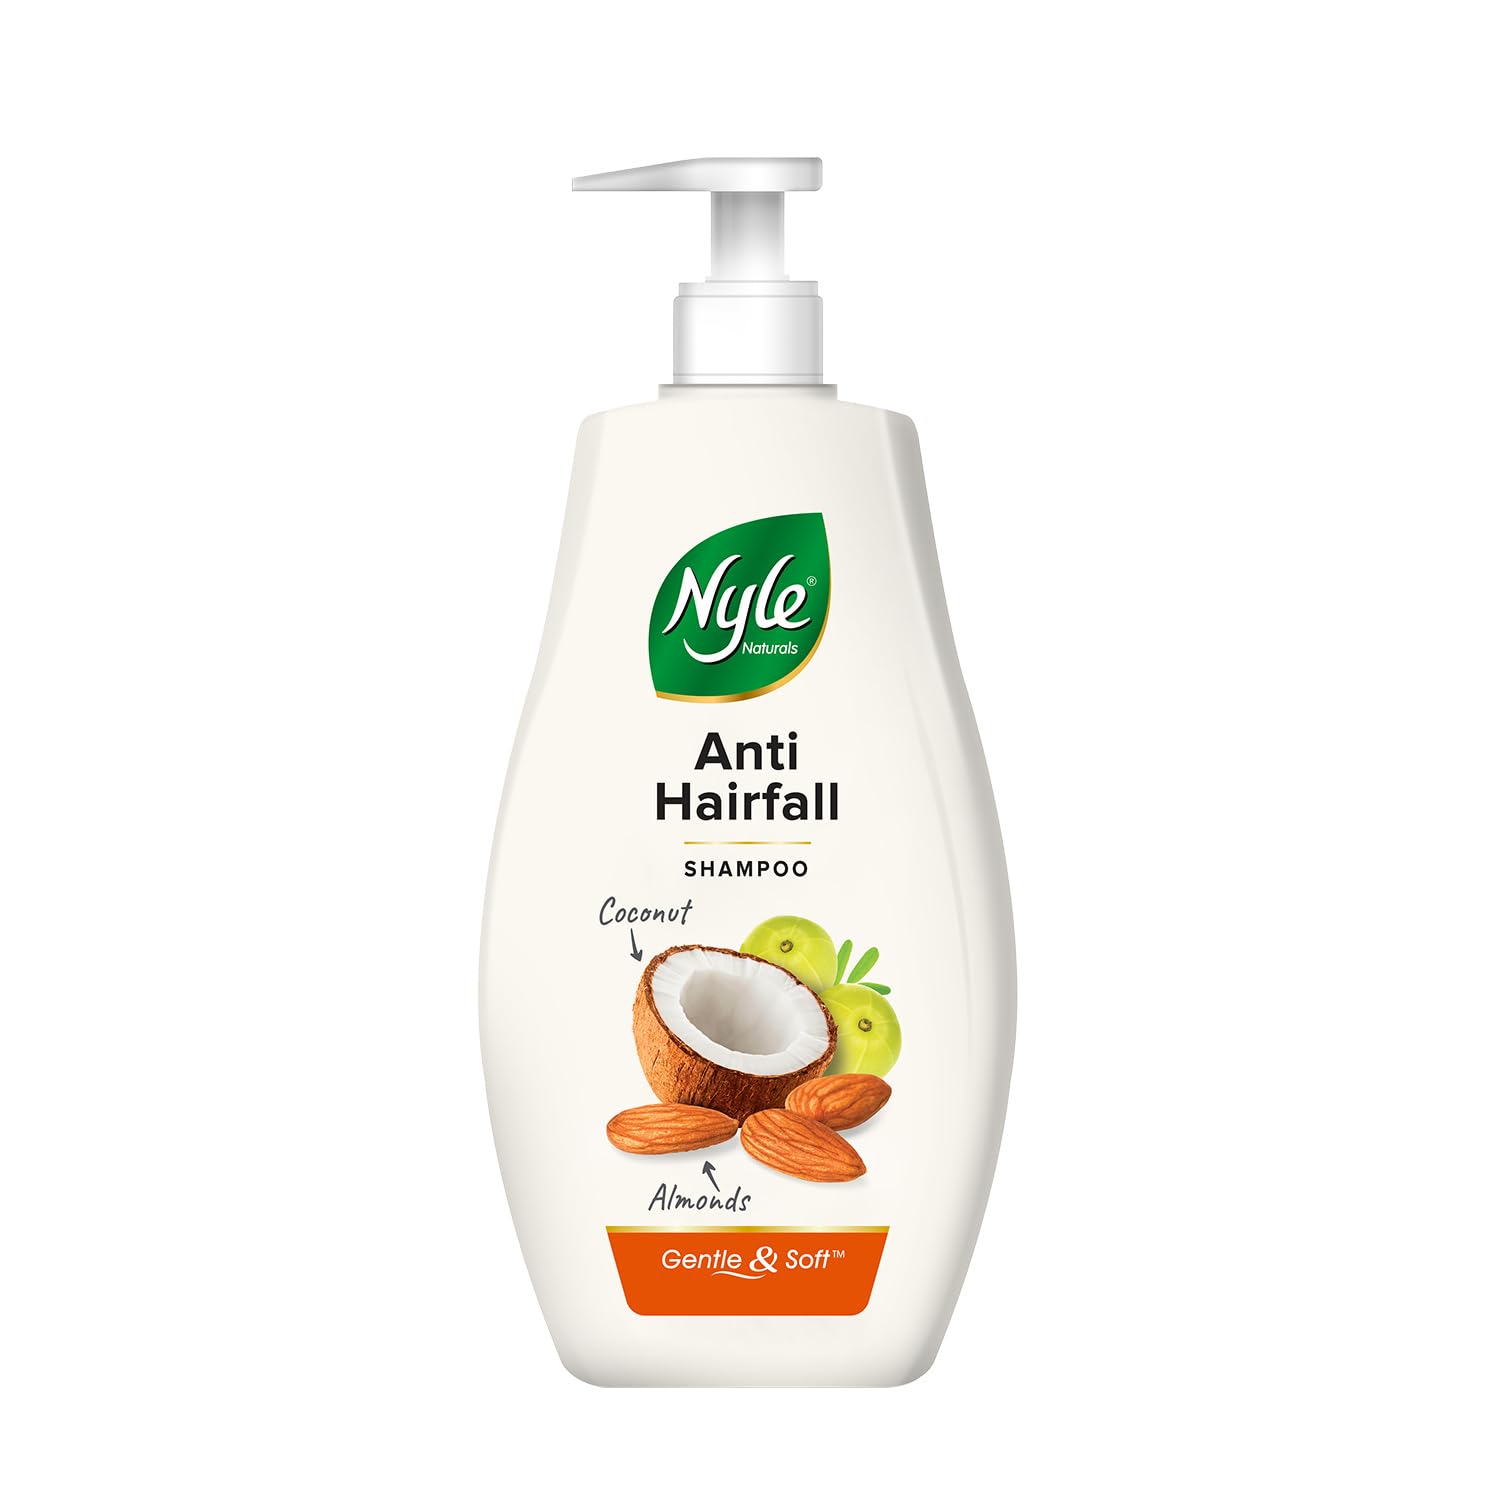 Nyle®
Naturals
Anti
Hairfall
SHAMPOO
Coconut
Almonds
Gentle & Soft™